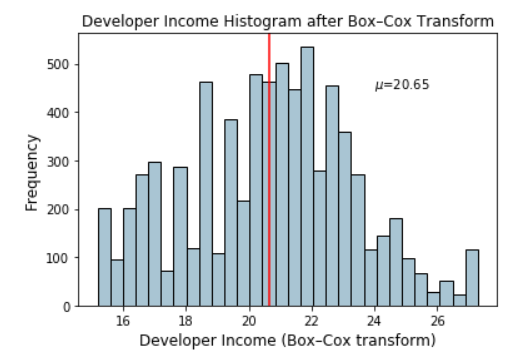 Developer Income Histogram after Box–Cox Transform
500
400
300
200
100
0
Frequency
μ=20.65
16 18 20 22 24 26
Developer Income (Box–Cox transform)